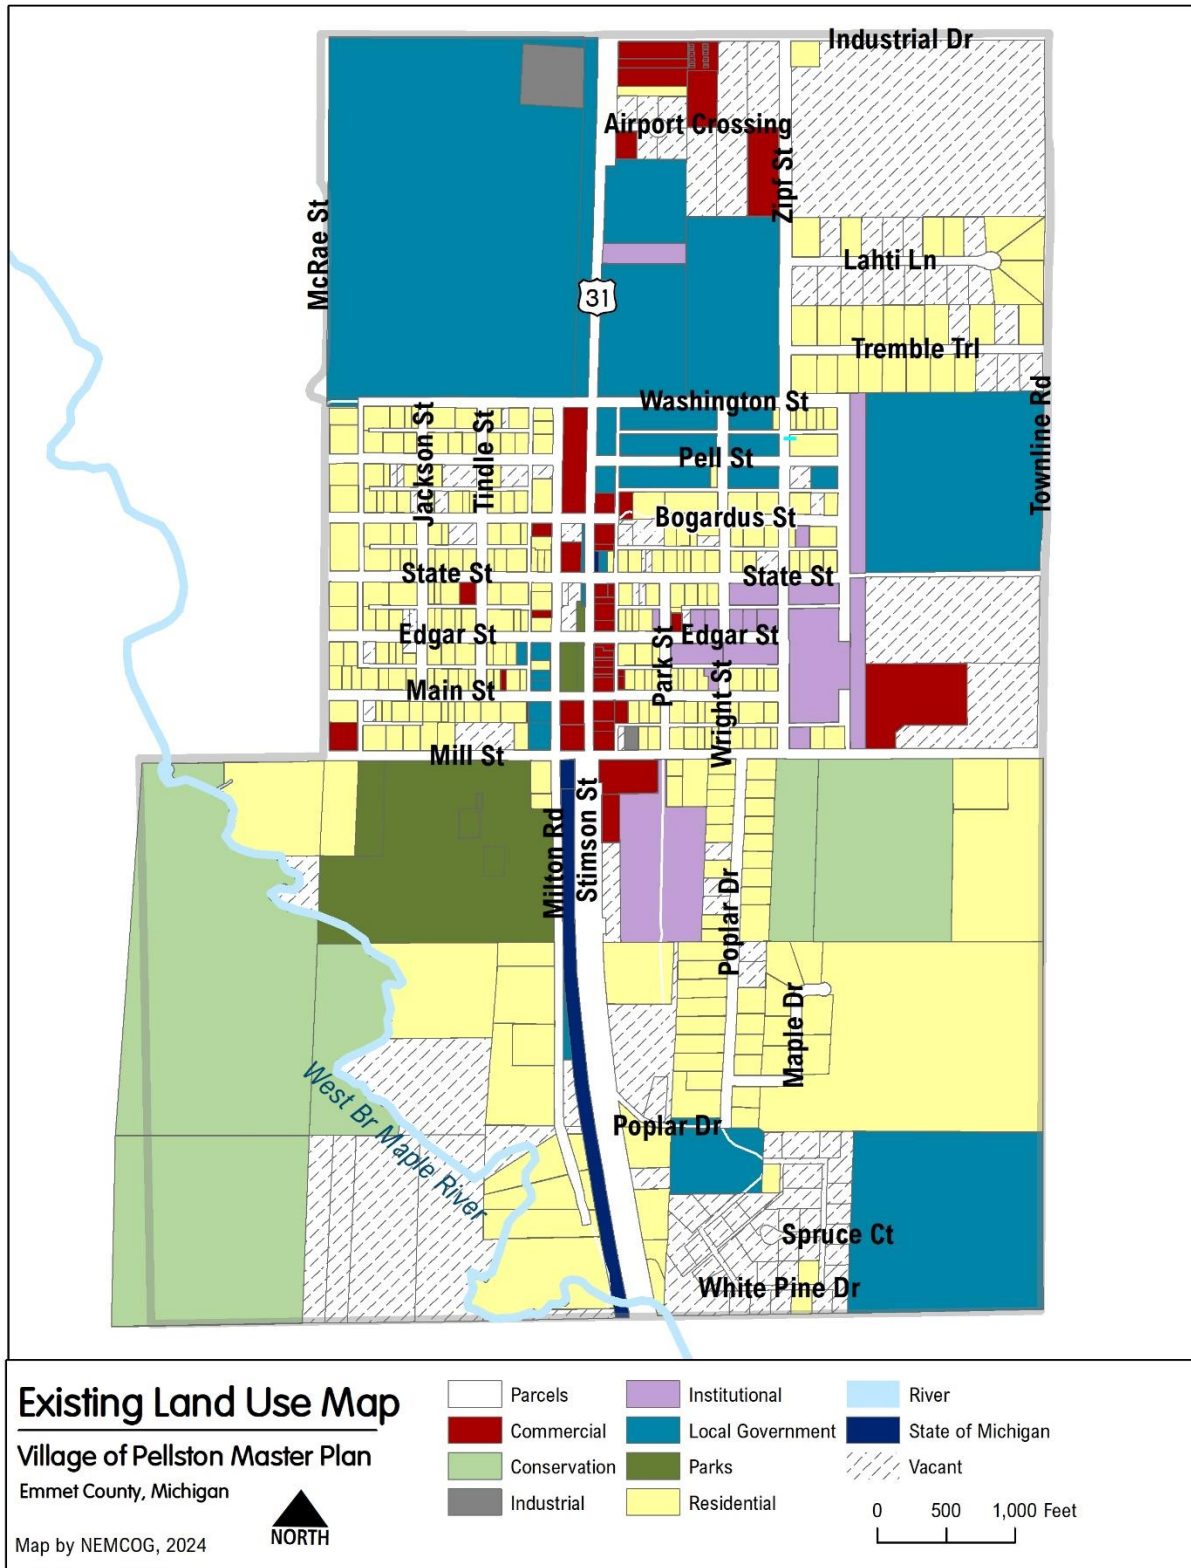 Industrial Dr
Airport Crossing
Zipf St
McRae St
Lahti Ln
31
Tremble Trl
Townline Rd
Washington St
Jackson St
Tindle St
Pell St
Bogardus St
State St
State St
Edgar St
Edgar St
Park St
Main St
Wright St
Mill St
Milton Rd
Stimson St
Poplar Dr
Maple Dr
West Br Maple River
Poplar Dr
Spruce Ct
White Pine Dr
Existing Land Use Map
Village of Pellston Master Plan
Emmet County, Michigan
NORTH
Map by NEMCOG, 2024
Parcels
Commercial
Conservation
Industrial
Institutional
Local Government
Parks
Residential
River
State of Michigan
Vacant
0 500 1,000 Feet